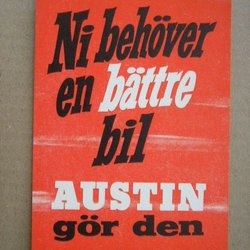 Ni behöver
en bättre
bil
AUSTIN
gör den